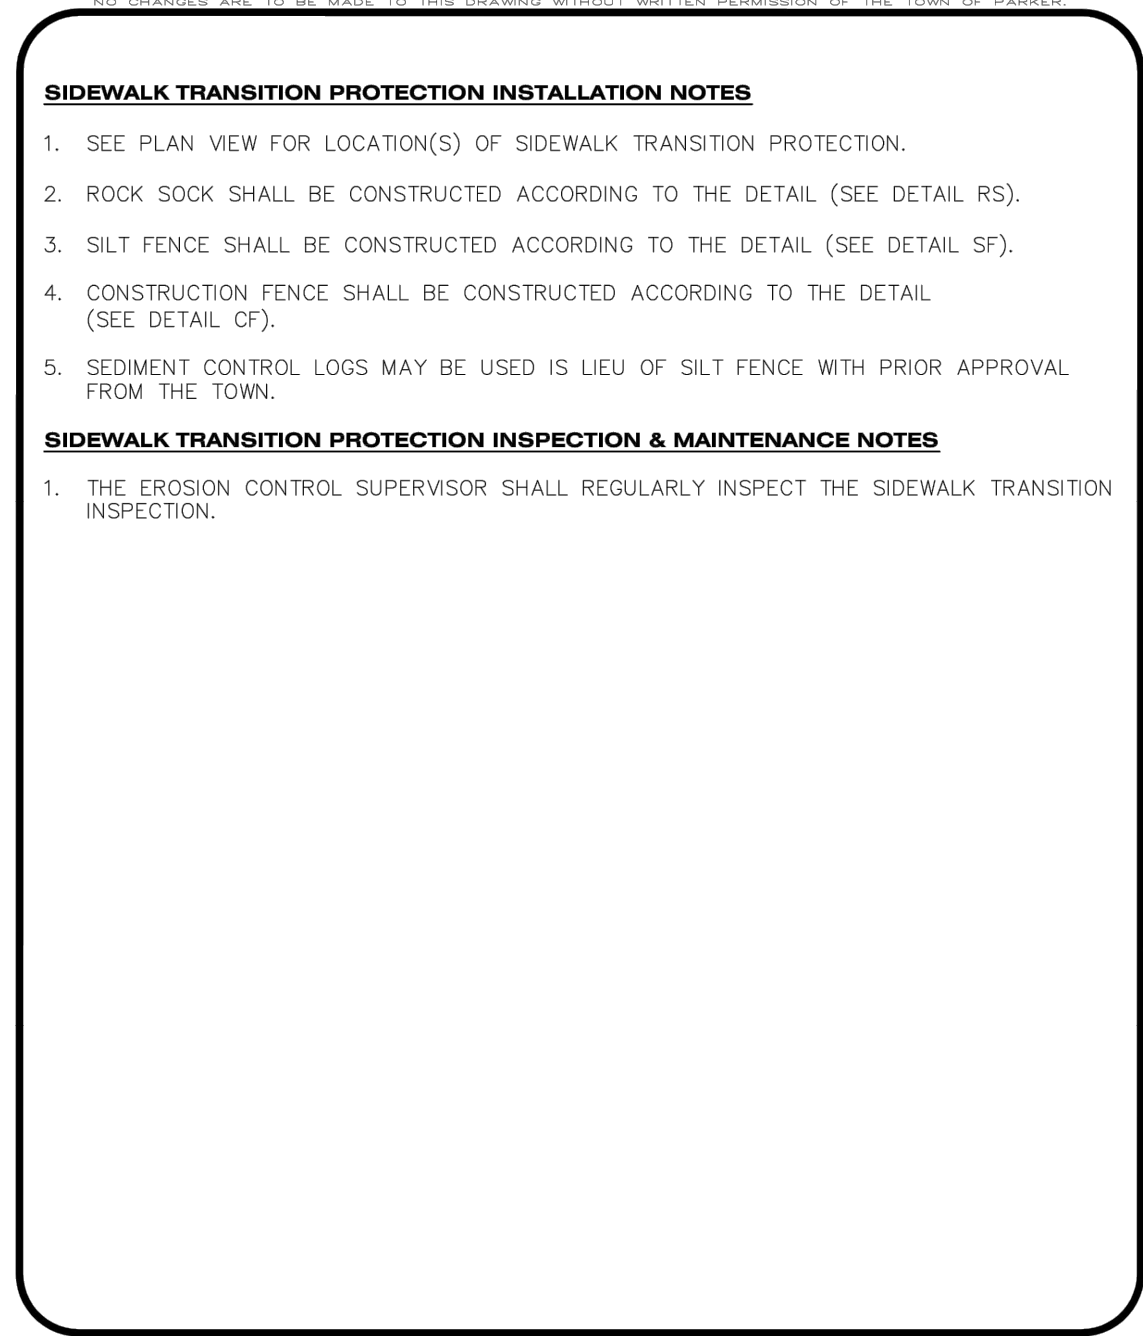 NO CHANGES ARE TO BE MADE TO THIS DRAWING WITHOUT WRITTEN PERMISSION OF THE TOWN OF PARKER.
SIDEWALK TRANSITION PROTECTION INSTALLATION NOTES
1. SEE PLAN VIEW FOR LOCATION(S) OF SIDEWALK TRANSITION PROTECTION.
2. ROCK SOCK SHALL BE CONSTRUCTED ACCORDING TO THE DETAIL (SEE DETAIL RS).
3. SILT FENCE SHALL BE CONSTRUCTED ACCORDING TO THE DETAIL (SEE DETAIL SF).
4. CONSTRUCTION FENCE SHALL BE CONSTRUCTED ACCORDING TO THE DETAIL
(SEE DETAIL CF).
5. SEDIMENT CONTROL LOGS MAY BE USED IS LIEU OF SILT FENCE WITH PRIOR APPROVAL
FROM THE TOWN.
SIDEWALK TRANSITION PROTECTION INSPECTION & MAINTENANCE NOTES
1. THE EROSION CONTROL SUPERVISOR SHALL REGULARLY INSPECT THE SIDEWALK TRANSITION
INSPECTION.